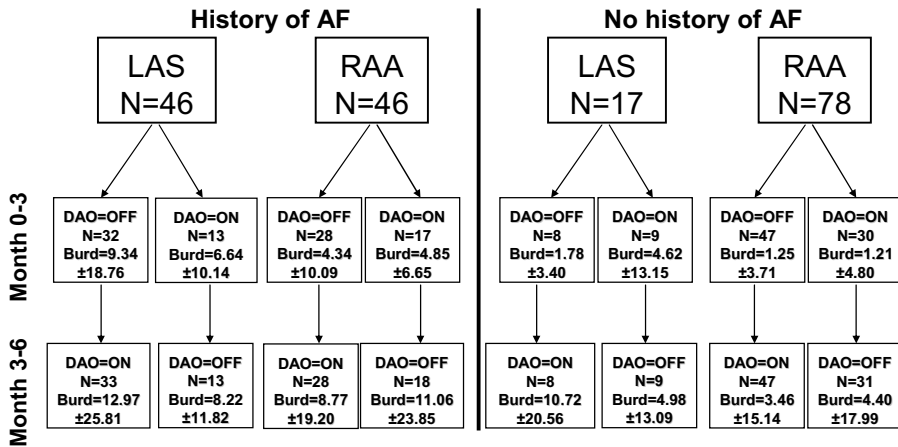 History of AF
No history of AF
LAS
N=46
RAA
N=46
LAS
N=17
RAA
N=78
Month 0-3
DAO=OFF
N=32
Burd=9.34
±18.76
DAO=ON
N=13
Burd=6.64
±10.14
DAO=OFF
N=28
Burd=4.34
±10.09
DAO=ON
N=17
Burd=4.85
±6.65
DAO=OFF
N=8
Burd=1.78
±3.40
DAO=ON
N=9
Burd=4.62
±13.15
DAO=OFF
N=47
Burd=1.25
±3.71
DAO=ON
N=30
Burd=1.21
±4.80
Month 3-6
DAO=ON
N=33
Burd=12.97
±25.81
DAO=OFF
N=13
Burd=8.22
±11.82
DAO=ON
N=28
Burd=8.77
±19.20
DAO=OFF
N=18
Burd=11.06
±23.85
DAO=ON
N=8
Burd=10.72
±20.56
DAO=OFF
N=9
Burd=4.98
±13.09
DAO=ON
N=47
Burd=3.46
±15.14
DAO=OFF
N=31
Burd=4.40
±17.99